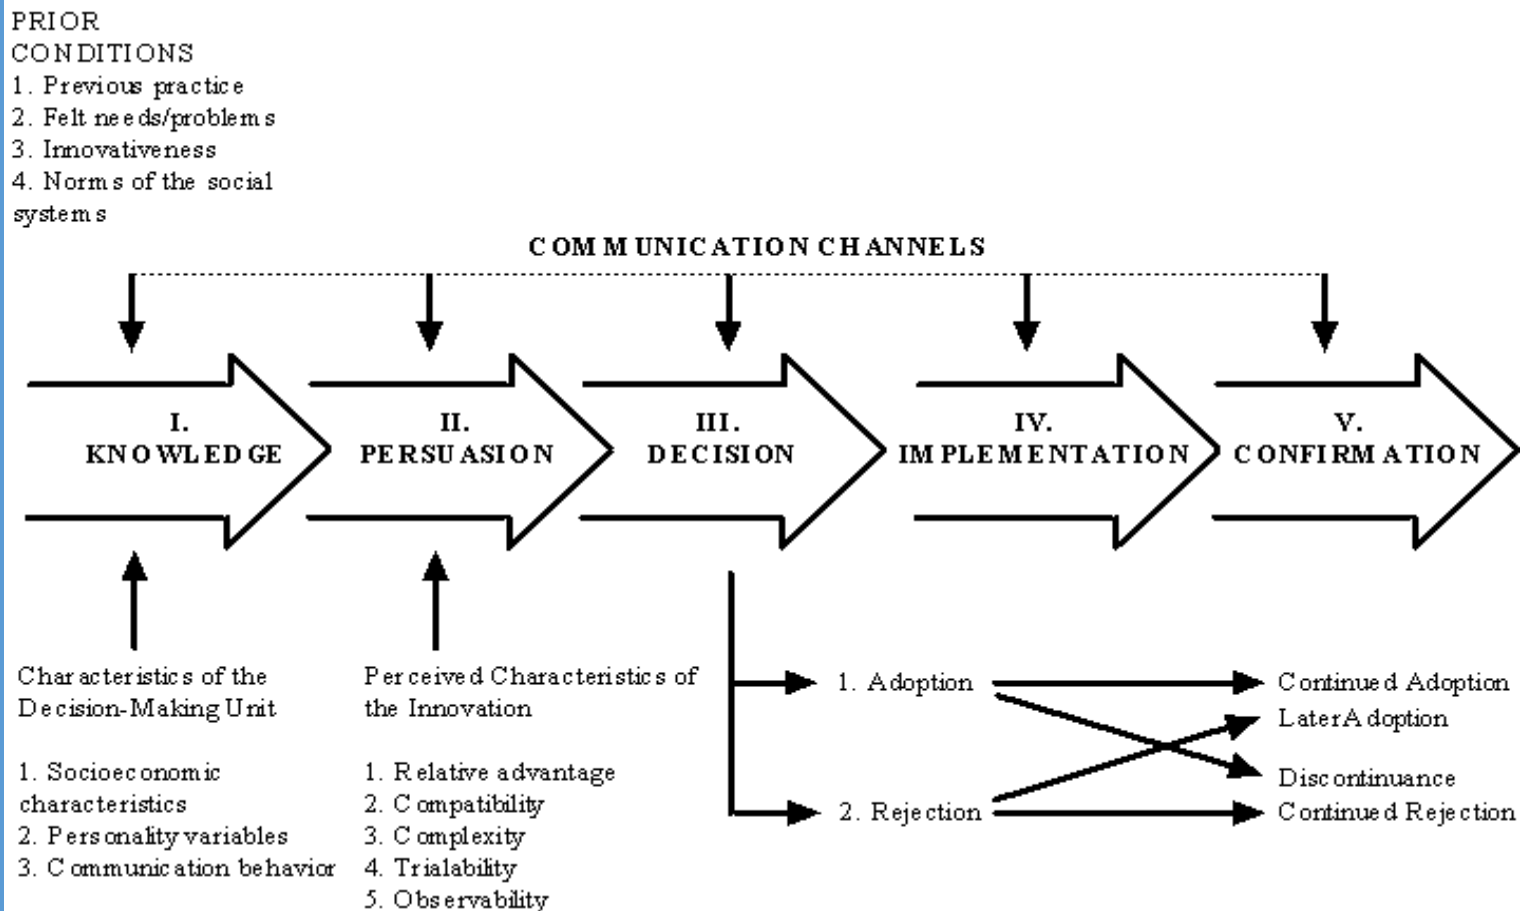 PRIOR
CONDITIONS
1. Previous practice
2. Felt needs/problems
3. Innovativeness
4. Norms of the social
systems
COMMUNICATION CHANNELS
I.
KNOWLEDGE
II.
PERSUASION
III.
DECISION
IV.
IMPLEMENTATION
V.
CONFIRMATION
Characteristics of the
Decision-Making Unit
1. Socioeconomic
characteristics
2. Personality variables
3. Communication behavior
Perceived Characteristics of
the Innovation
1. Relative advantage
2. Compatibility
3. Complexity
4. Trialability
5. Observability
1. Adoption
2. Rejection
Continued Adoption
Later Adoption
Discontinuance
Continued Rejection